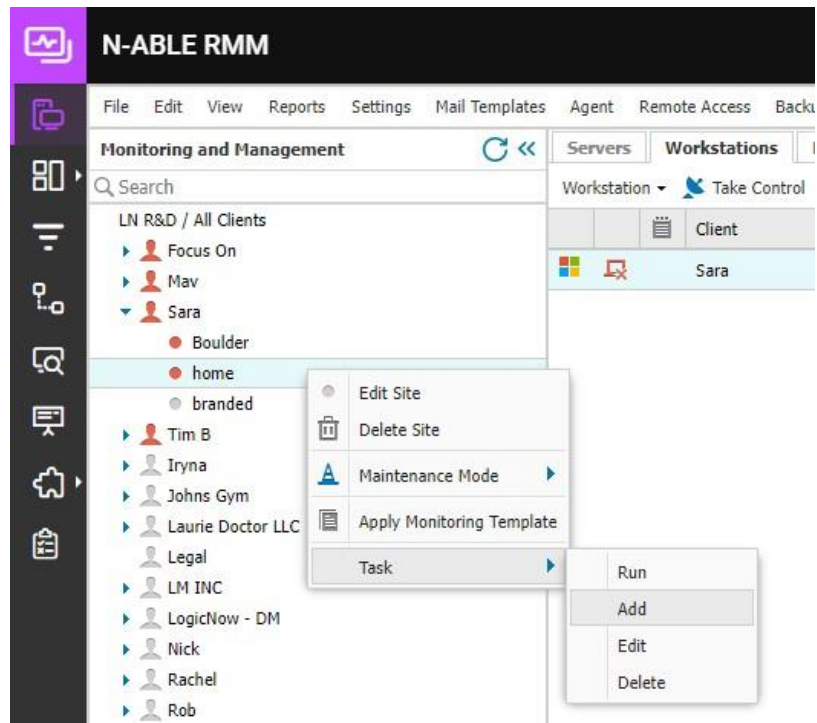 N-ABLE RMM
File Edit View Reports Settings Mail Templates Agent Remote Access Backu
Monitoring and Management
Servers Workstations
Search
Workstation Take Control
LN R&D / All Clients
Client
Focus On
Mav
Sara
Sara
Boulder
home
branded
Tim B
Iryna
Johns Gym
Laurie Doctor LLC
Legal
LM INC
LogicNow - DM
Nick
Rachel
Rob
Edit Site
Delete Site
Maintenance Mode
Apply Monitoring Template
Task
Run
Add
Edit
Delete